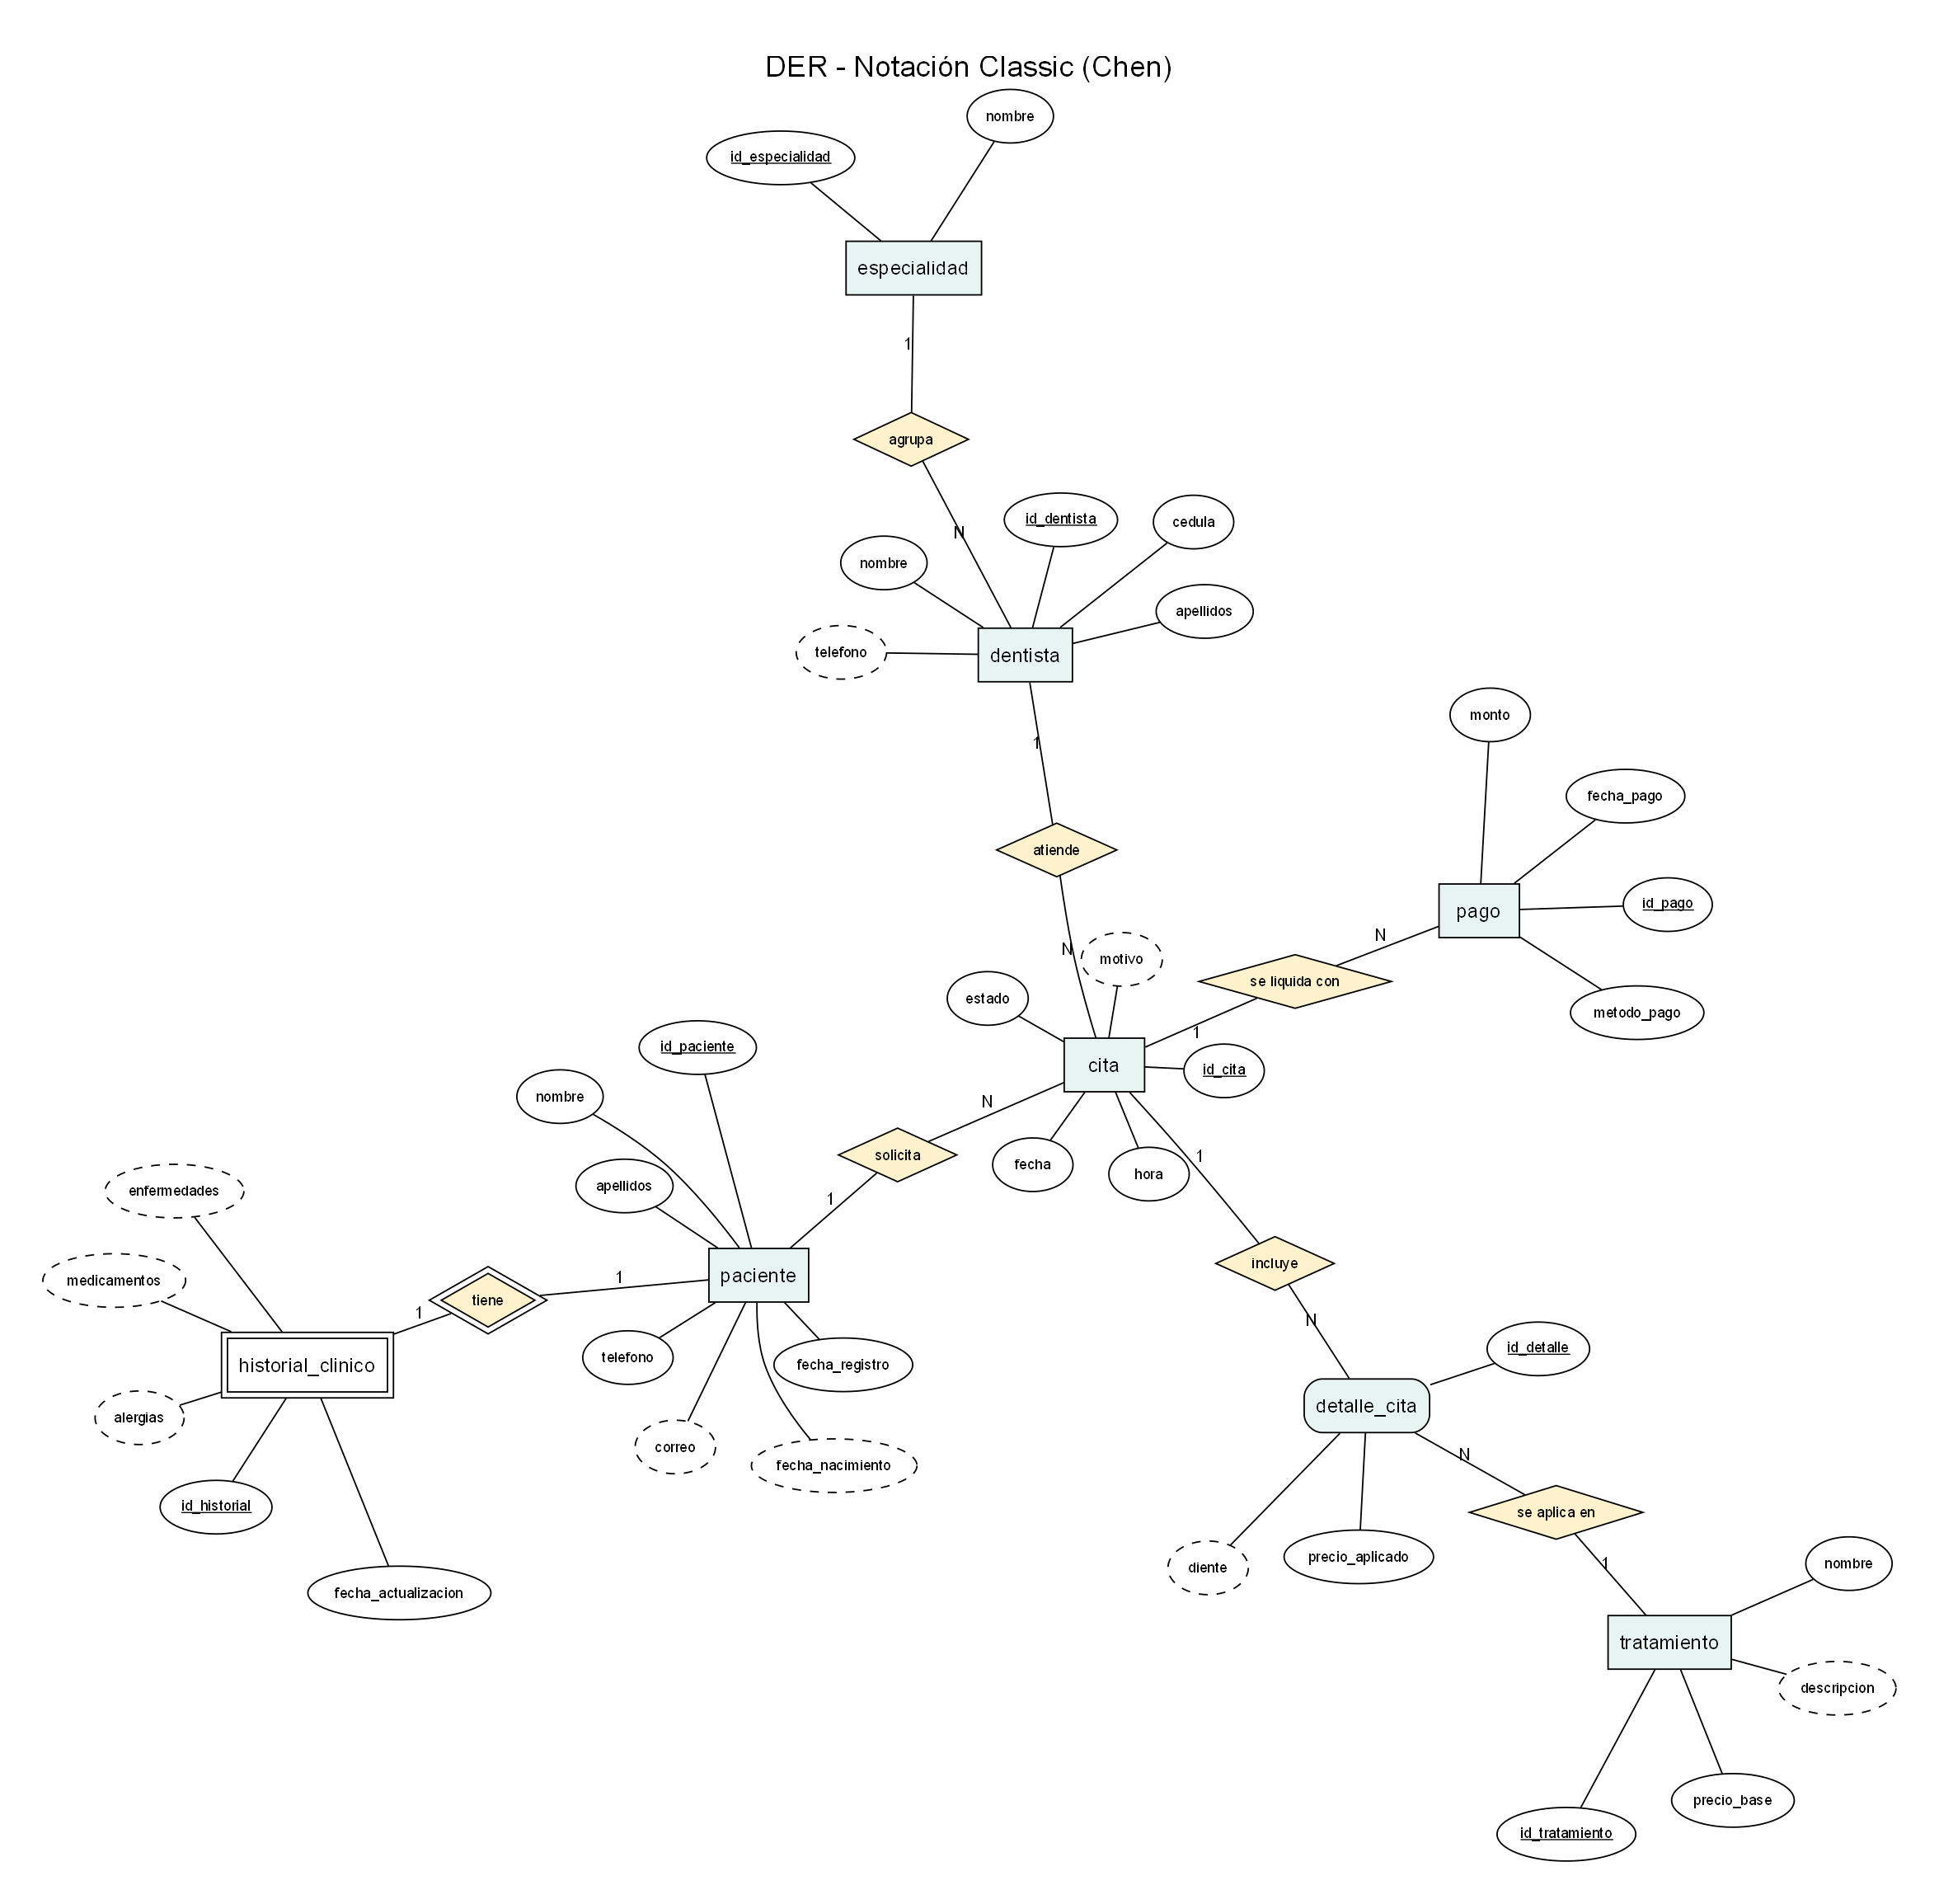 DER - Notación Classic (Chen)
nombre
id_especialidad
especialidad
1
agrupa
N
id_dentista
cedula
nombre
apellidos
telefono
dentista
monto
1
fecha_pago
atiende
id_pago
pago
N
N
motivo
se liquida con
estado
metodo_pago
1
id_paciente
cita
id_cita
nombre
N
solicita
1
fecha
hora
apellidos
enfermedades
1
incluye
paciente
1
medicamentos
tiene
1
N
id_detalle
telefono
fecha_registro
historial_clinico
detalle_cita
alergias
correo
N
fecha_nacimiento
id_historial
se aplica en
precio_aplicado
1
nombre
diente
fecha_actualizacion
tratamiento
descripcion
precio_base
id_tratamiento